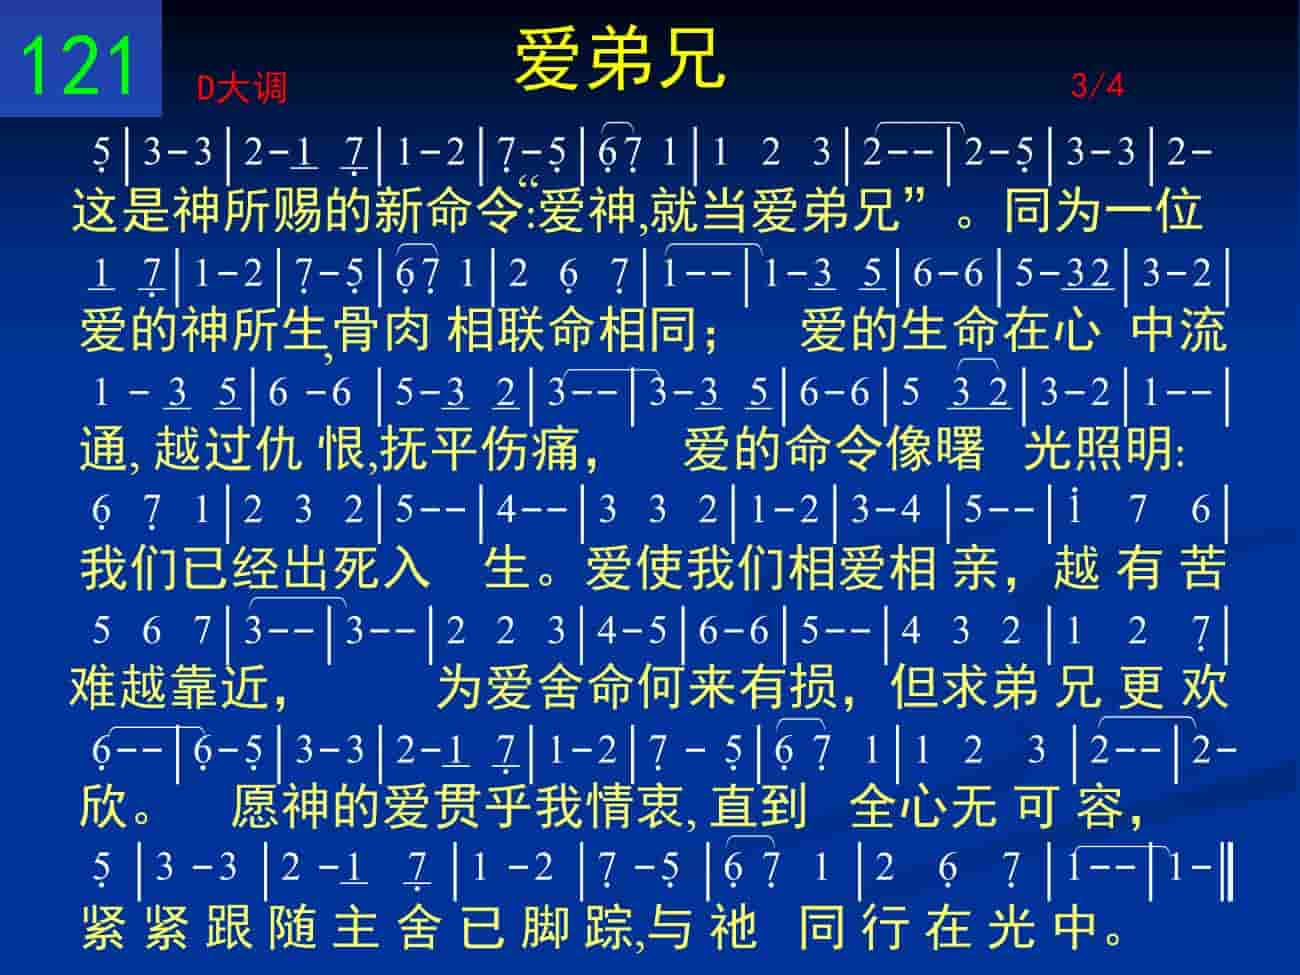 121
爱弟兄
D大调
3/4
5̣|3-3|2-1 7̣|1-2|7̣-5̣|6̣7̣ 1|1 2 3|2--|2-5̣|3-3|2-
这是神所赐的新命令:“爱神,就当爱弟兄”。同为一位
1 7̣|1-2|7̣-5̣|6̣7̣ 1|2 6̣ 7̣|1--|1-3 5|6-6|5-32|3-2|
爱的神所生,骨肉 相联命相同； 爱的生命在心 中流
1 - 3 5|6 -6|5-3 2|3--|3-3 5|6-6|5 3 2|3-2|1--|
通,越过仇 恨,抚平伤痛， 爱的命令像曙 光照明:
6̣ 7̣ 1|2 3 2|5--|4--|3 3 2|1-2|3-4|5--|i 7 6|
我们已经出死入 生。爱使我们相爱相 亲，越 有 苦
5 6 7|3--|3--|2 2 3|4-5|6-6|5--|4 3 2|1 2 7̣|
难越靠近， 为爱舍命何来有损，但求弟 兄 更 欢
6̣--|6̣-5̣|3-3|2-1 7̣|1-2|7̣ - 5̣|6̣ 7̣ 1|1 2 3|2--|2-
欣。 愿神的爱贯乎我情衷,直到 全心无 可 容，
5̣|3 -3|2 -1 7̣|1 -2|7̣ -5̣|6̣ 7̣ 1|2 6̣ 7̣|1--|1-‖
紧 紧 跟 随 主 舍 已 脚 踪,与 祂 同 行 在 光 中。